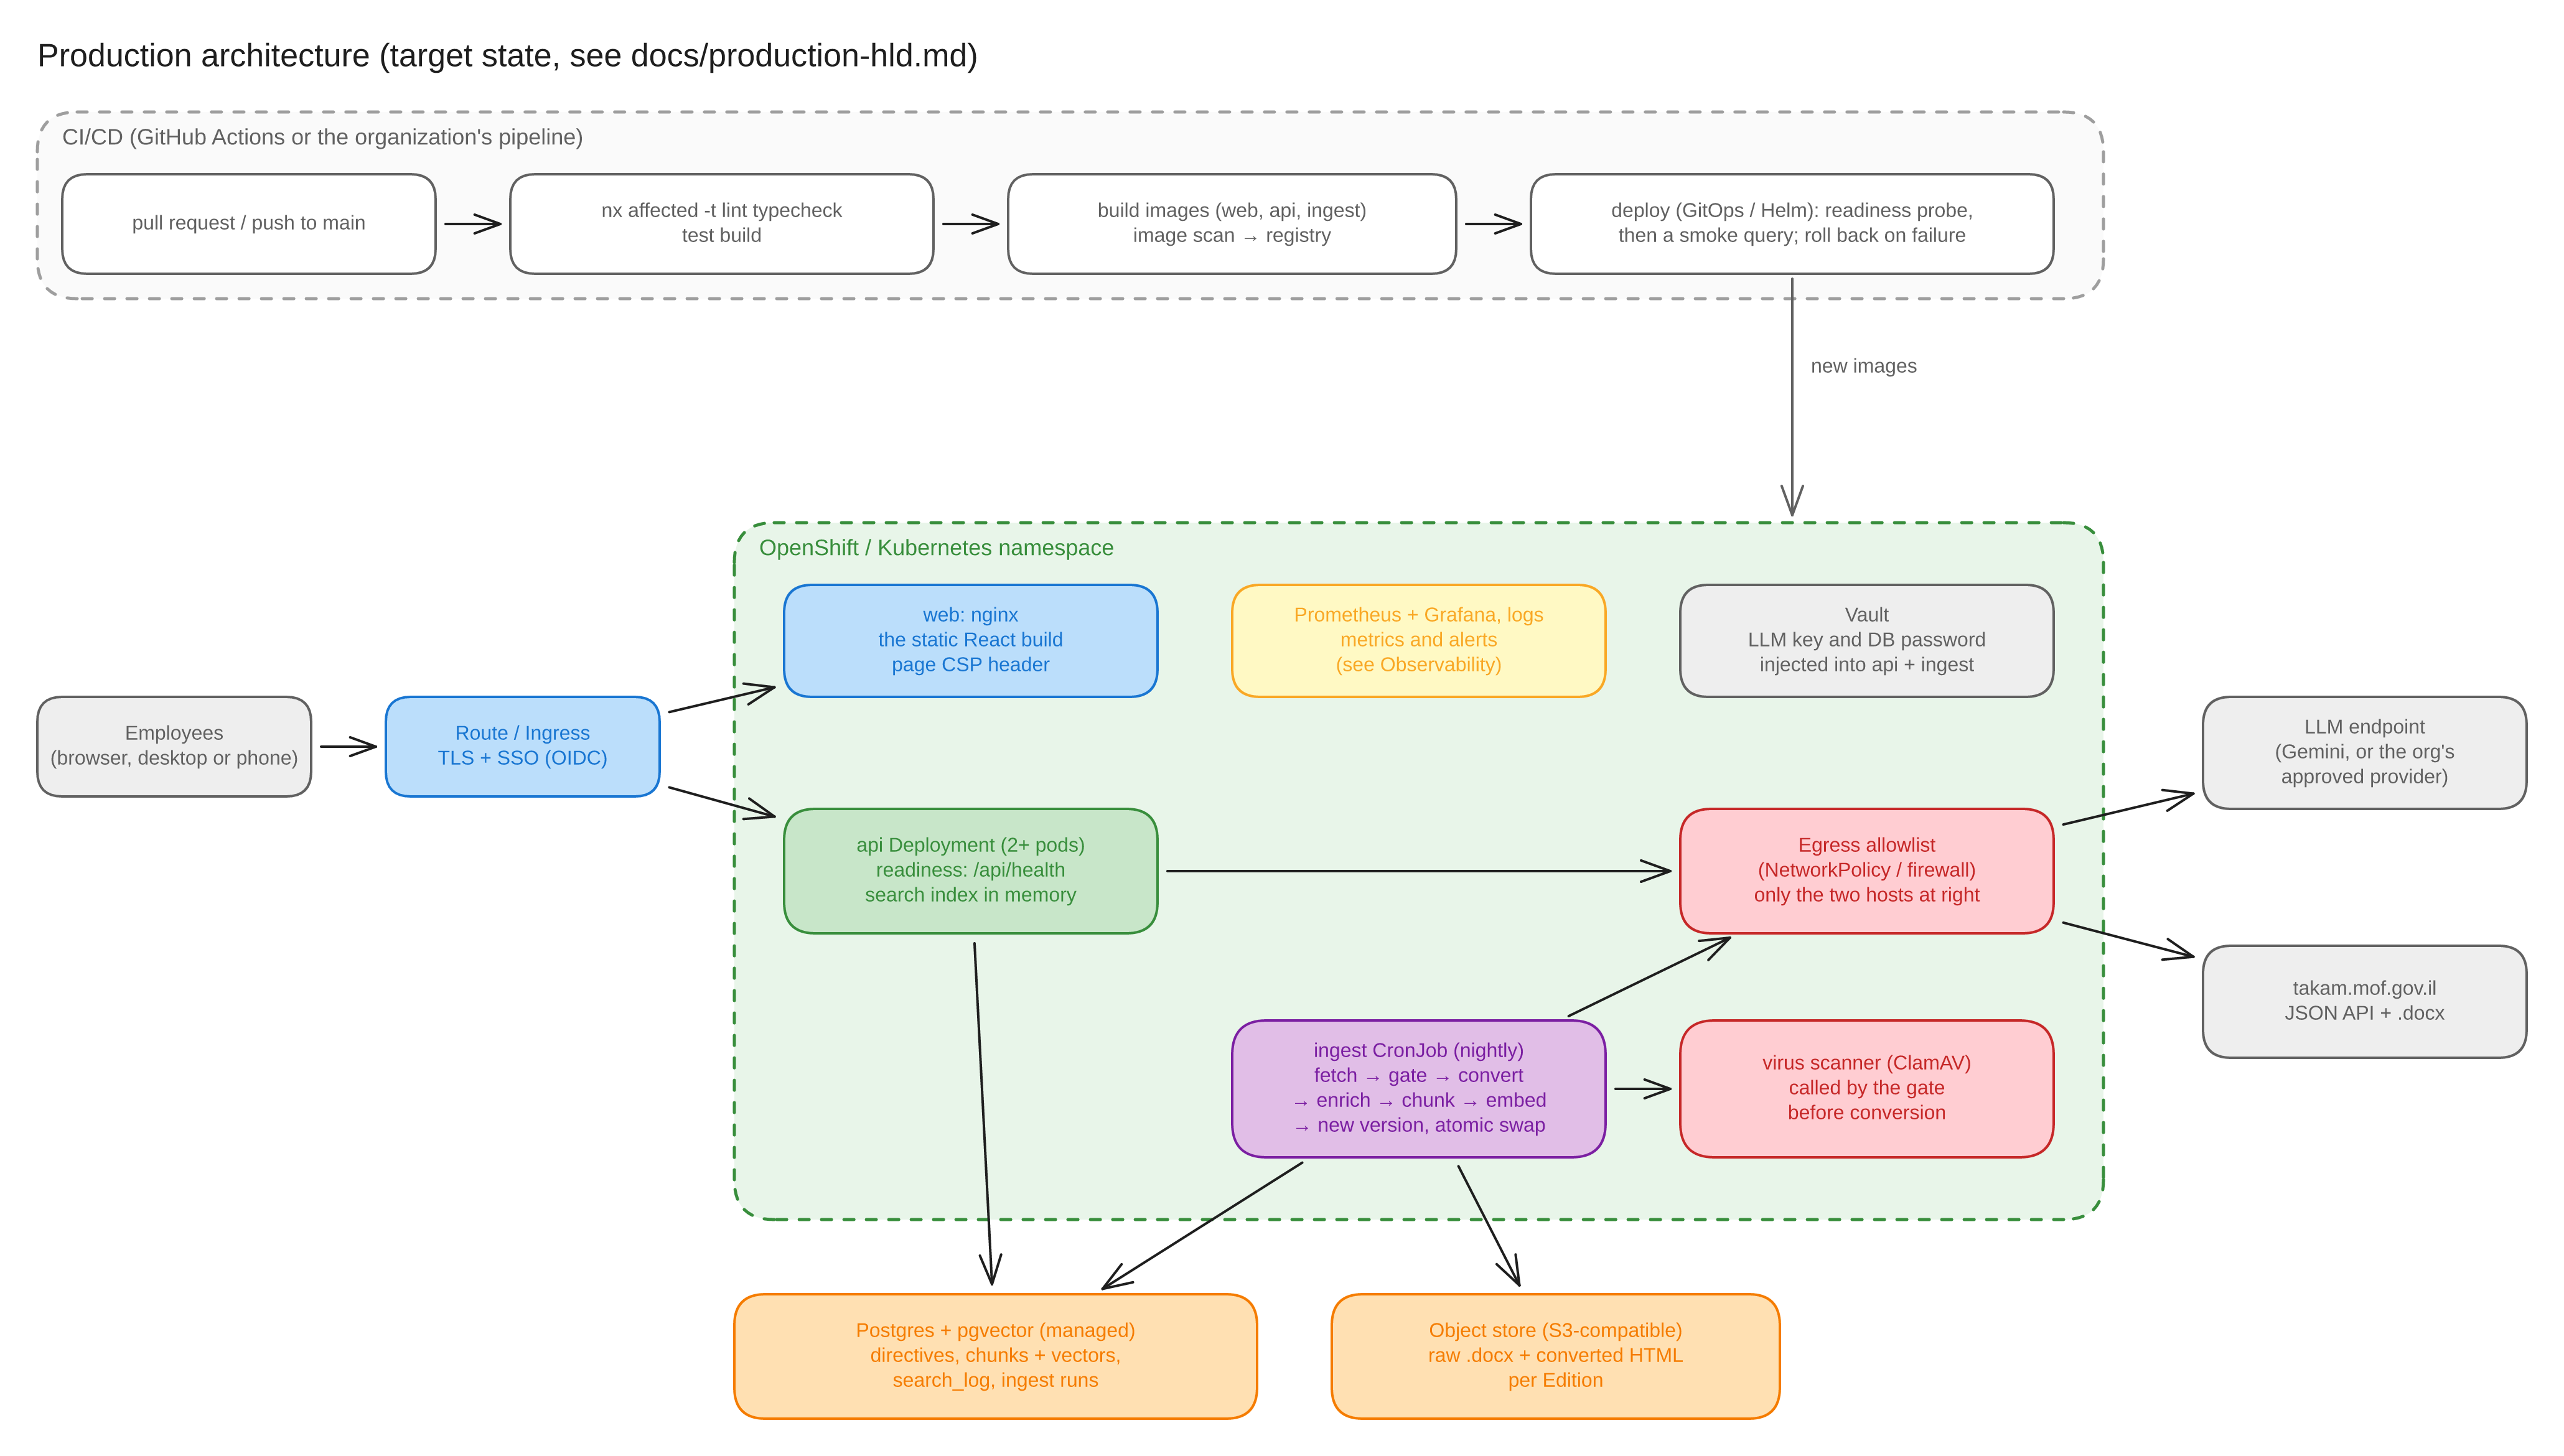 Production architecture (target state, see docs/production-hld.md)
CI/CD (GitHub Actions or the organization's pipeline)
pull request / push to main
nx affected -t lint typecheck
test build
build images (web, api, ingest)
image scan → registry
deploy (GitOps / Helm): readiness probe,
then a smoke query; roll back on failure
new images
OpenShift / Kubernetes namespace
web: nginx
the static React build
page CSP header
Prometheus + Grafana, logs
metrics and alerts
(see Observability)
Vault
LLM key and DB password
injected into api + ingest
Employees
(browser, desktop or phone)
Route / Ingress
TLS + SSO (OIDC)
LLM endpoint
(Gemini, or the org's
approved provider)
api Deployment (2+ pods)
readiness: /api/health
search index in memory
Egress allowlist
(NetworkPolicy / firewall)
only the two hosts at right
takam.mof.gov.il
JSON API + .docx
ingest CronJob (nightly)
fetch → gate → convert
→ enrich → chunk → embed
→ new version, atomic swap
virus scanner (ClamAV)
called by the gate
before conversion
Postgres + pgvector (managed)
directives, chunks + vectors,
search_log, ingest runs
Object store (S3-compatible)
raw .docx + converted HTML
per Edition